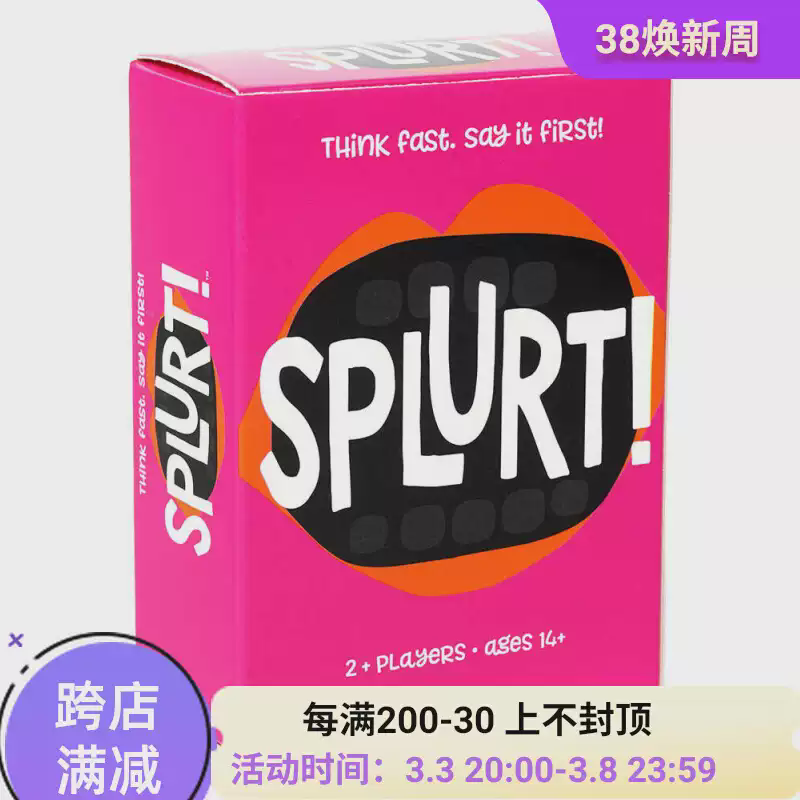 38焕新周
SPLURT!
THINK fast. say it first!
SPLURT!
THINK fast. say it first!
SPLURT!™
2+ PLAYERS • ages 14+
跨店
满减
每满200-30 上不封顶
活动时间：3.3 20:00-3.8 23:59